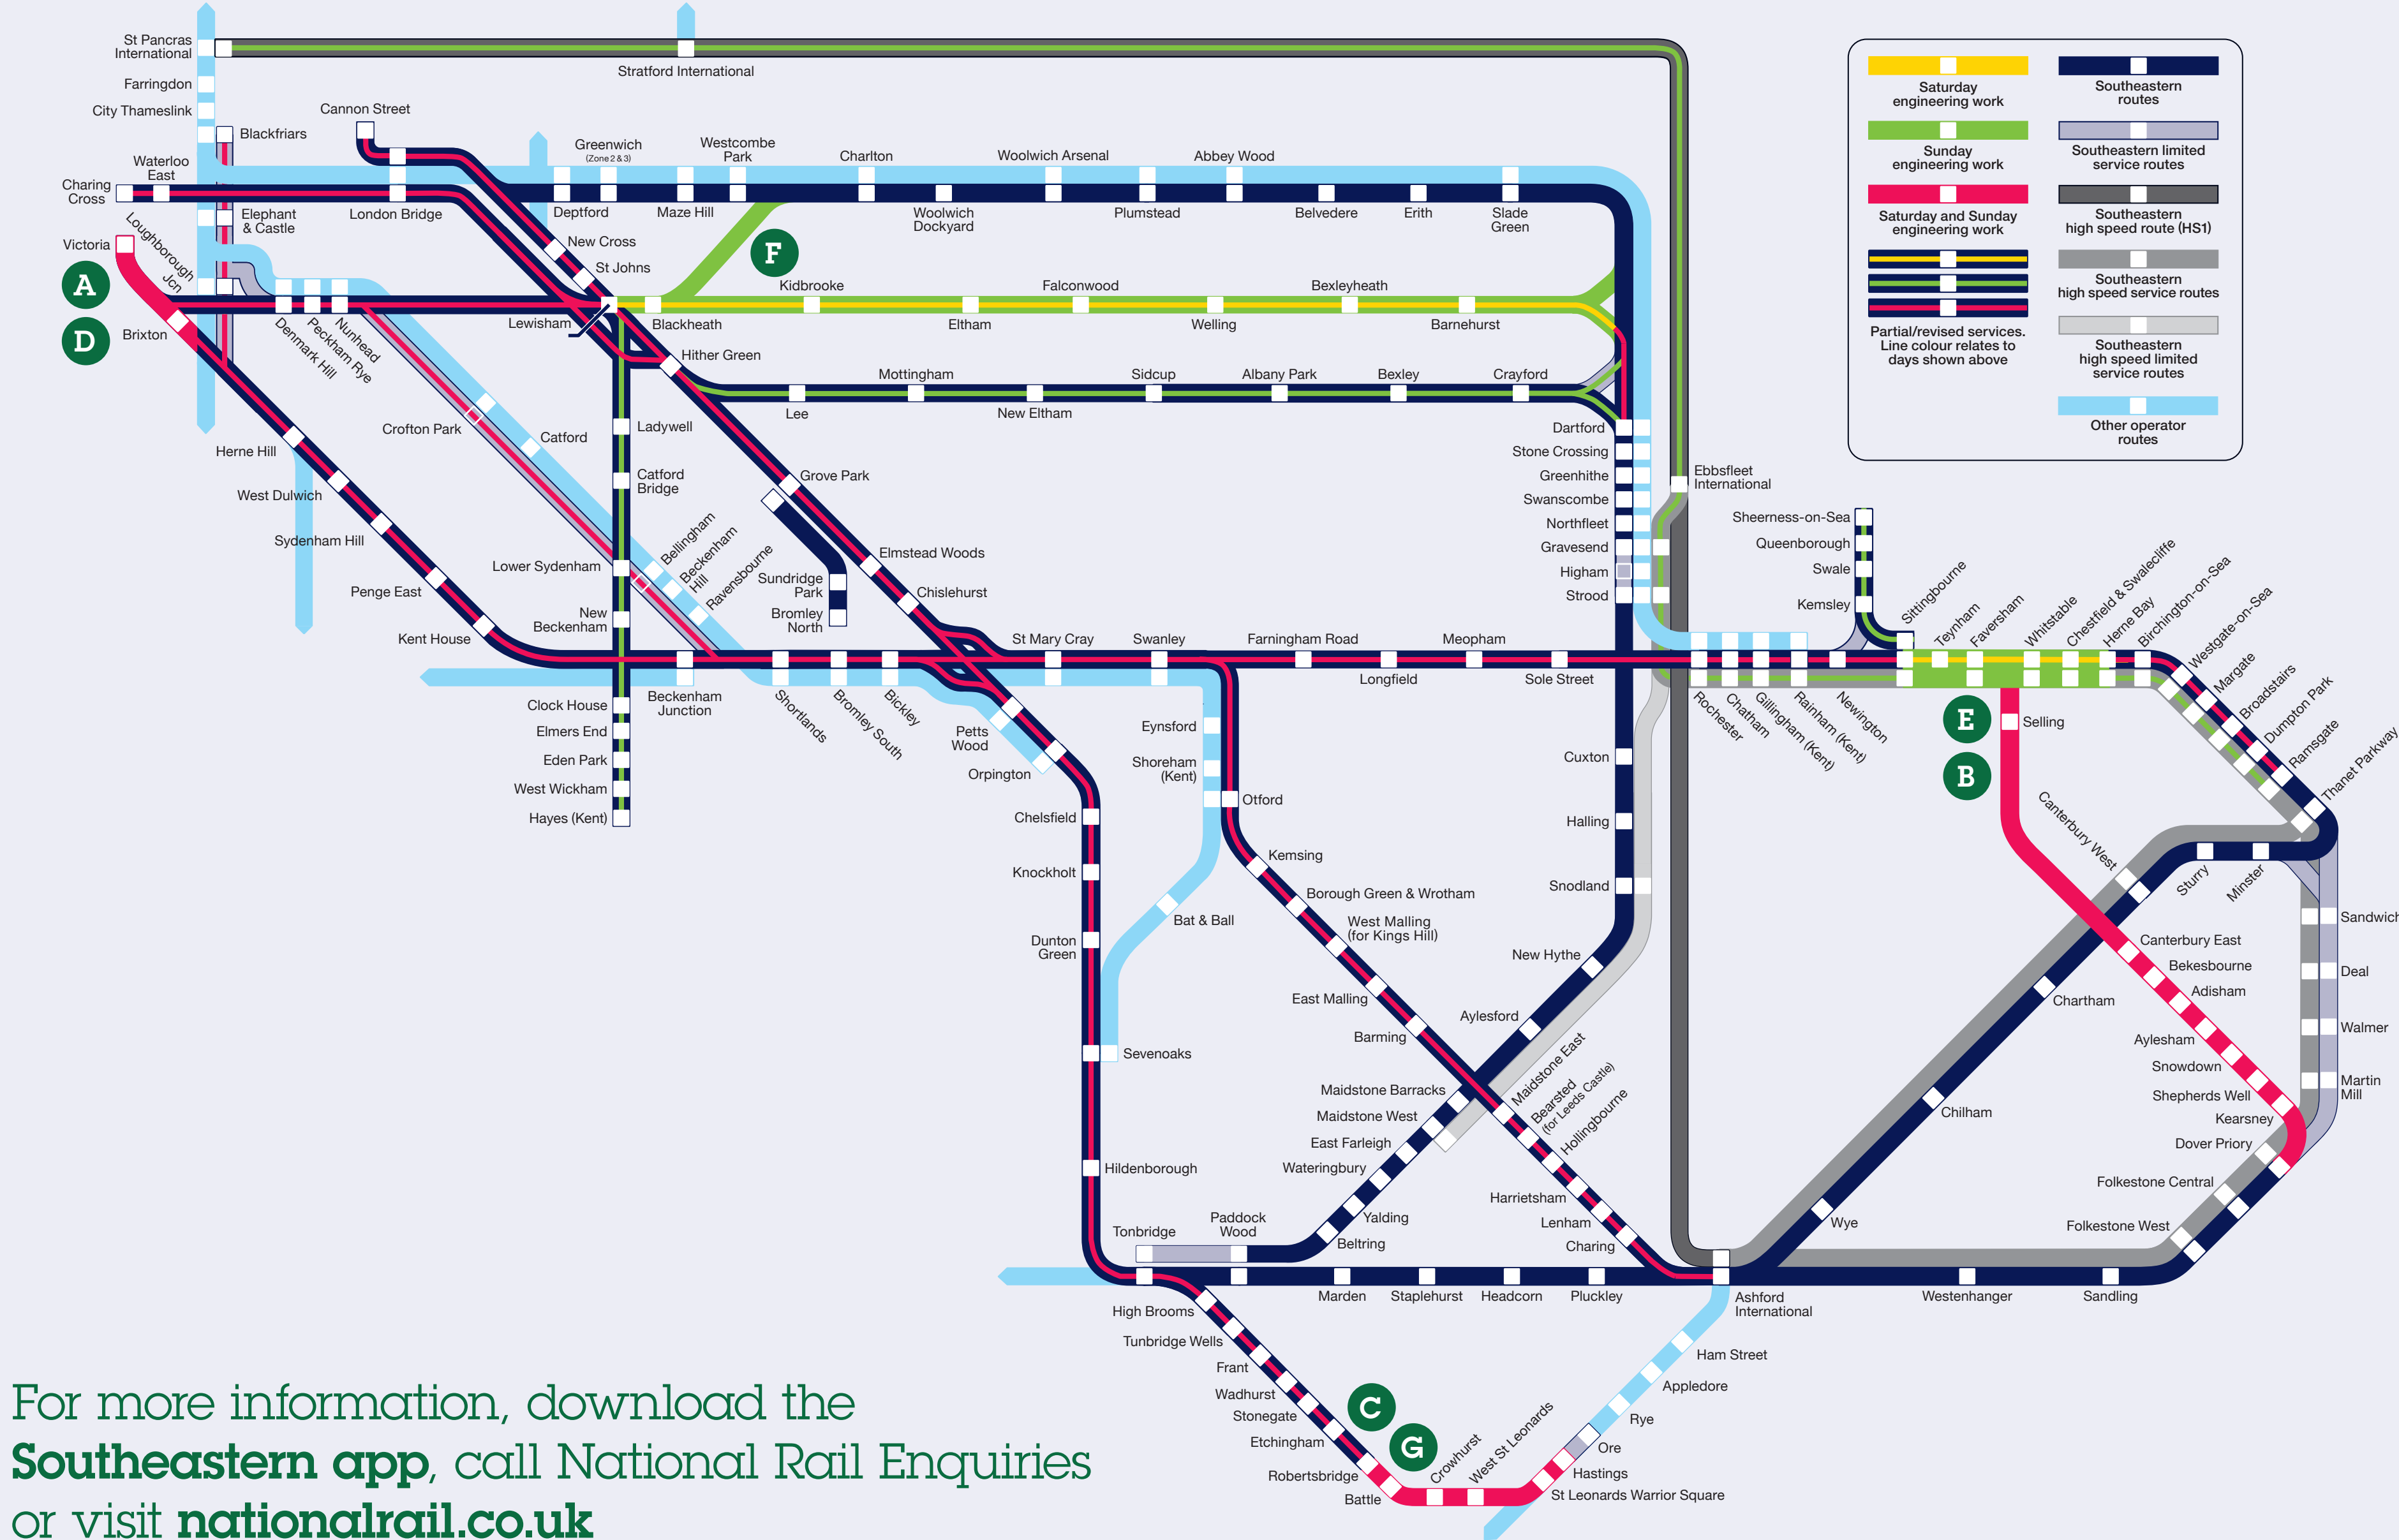 St Pancras
International
Stratford International
Farringdon
City Thameslink
Cannon Street
Blackfriars
Waterloo
East
Charing
Cross
Elephant
& Castle
London Bridge
Greenwich
(Zone 2 & 3)
Westcombe
Park
Charlton
Woolwich Arsenal
Abbey Wood
Deptford
Maze Hill
Woolwich
Dockyard
Plumstead
Belvedere
Erith
Slade
Green
Victoria
Loughborough
Jcn
A
D
Brixton
Denmark Hill
Peckham Rye
Nunhead
New Cross
St Johns
Lewisham
Blackheath
F
Kidbrooke
Eltham
Falconwood
Welling
Bexleyheath
Barnehurst
Hither Green
Lee
Mottingham
New Eltham
Sidcup
Albany Park
Bexley
Crayford
Crofton Park
Catford
Ladywell
Catford
Bridge
Herne Hill
West Dulwich
Sydenham Hill
Penge East
Kent House
Lower Sydenham
Bellingham
Beckenham
Hill
Ravensbourne
New
Beckenham
Grove Park
Elmstead Woods
Sundridge
Park
Bromley
North
Chislehurst
Dartford
Stone Crossing
Greenhithe
Swanscombe
Northfleet
Gravesend
Higham
Strood
Ebbsfleet
International
Sheerness-on-Sea
Queenborough
Swale
Kemsley
Sittingbourne
Teynham
Faversham
Whitstable
Chestfield & Swalecliffe
Herne Bay
Birchington-on-Sea
Westgate-on-Sea
Margate
Broadstairs
Dumpton Park
Ramsgate
Thanet Parkway
Clock House
Elmers End
Eden Park
West Wickham
Hayes (Kent)
Beckenham
Junction
Shortlands
Bromley South
Bickley
St Mary Cray
Swanley
Farningham Road
Longfield
Meopham
Sole Street
Rochester
Chatham
Gillingham (Kent)
Rainham (Kent)
Newington
E
B
Selling
Petts
Wood
Orpington
Chelsfield
Knockholt
Dunton
Green
Sevenoaks
Hildenborough
Eynsford
Shoreham
(Kent)
Otford
Bat & Ball
Kemsing
Borough Green & Wrotham
West Malling
(for Kings Hill)
East Malling
Barming
Maidstone East
Bearsted
(for Leeds Castle)
Hollingbourne
Harrietsham
Lenham
Charing
Cuxton
Halling
Snodland
New Hythe
Aylesford
Maidstone Barracks
Maidstone West
East Farleigh
Wateringbury
Yalding
Beltring
Tonbridge
Paddock
Wood
Marden
Staplehurst
Headcorn
Pluckley
Ashford
International
Westenhanger
Sandling
Folkestone West
Folkestone Central
Dover Priory
Kearsney
Shepherds Well
Snowdown
Aylesham
Adisham
Bekesbourne
Canterbury East
Canterbury West
Sturry
Minster
Chartham
Chilham
Wye
Sandwich
Deal
Walmer
Martin
Mill
High Brooms
Tunbridge Wells
Frant
Wadhurst
Stonegate
Etchingham
Robertsbridge
Battle
C
G
Crowhurst
West St Leonards
St Leonards Warrior Square
Hastings
Ore
Rye
Appledore
Ham Street
Saturday
engineering work
Sunday
engineering work
Saturday and Sunday
engineering work
Partial/revised services.
Line colour relates to
days shown above
Southeastern
routes
Southeastern limited
service routes
Southeastern
high speed route (HS1)
Southeastern
high speed service routes
Southeastern
high speed limited
service routes
Other operator
routes
For more information, download the
Southeastern app, call National Rail Enquiries
or visit nationalrail.co.uk